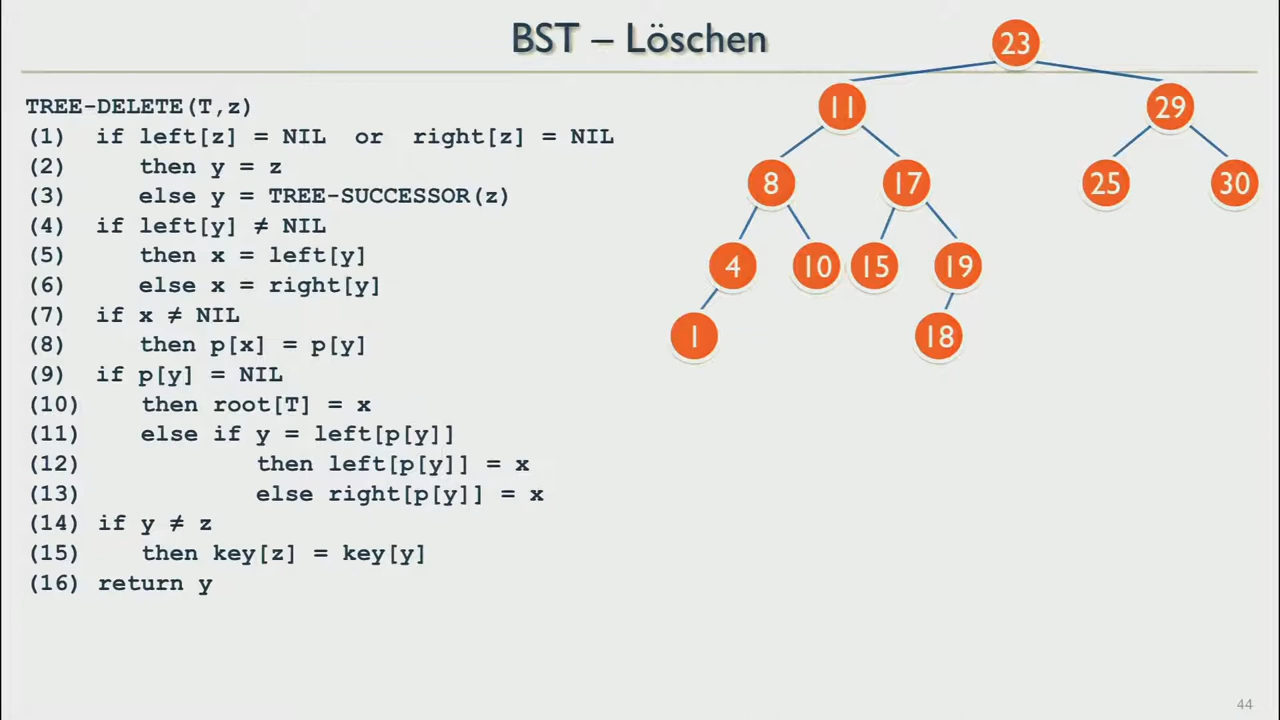 BST – Löschen
TREE-DELETE(T,z)
(1) if left[z] = NIL or right[z] = NIL
(2) then y = z
(3) else y = TREE-SUCCESSOR(z)
(4) if left[y] ≠ NIL
(5) then x = left[y]
(6) else x = right[y]
(7) if x ≠ NIL
(8) then p[x] = p[y]
(9) if p[y] = NIL
(10) then root[T] = x
(11) else if y = left[p[y]]
(12) then left[p[y]] = x
(13) else right[p[y]] = x
(14) if y ≠ z
(15) then key[z] = key[y]
(16) return y
23
11 29
8 17 25 30
4 10 15 19
1 18
44